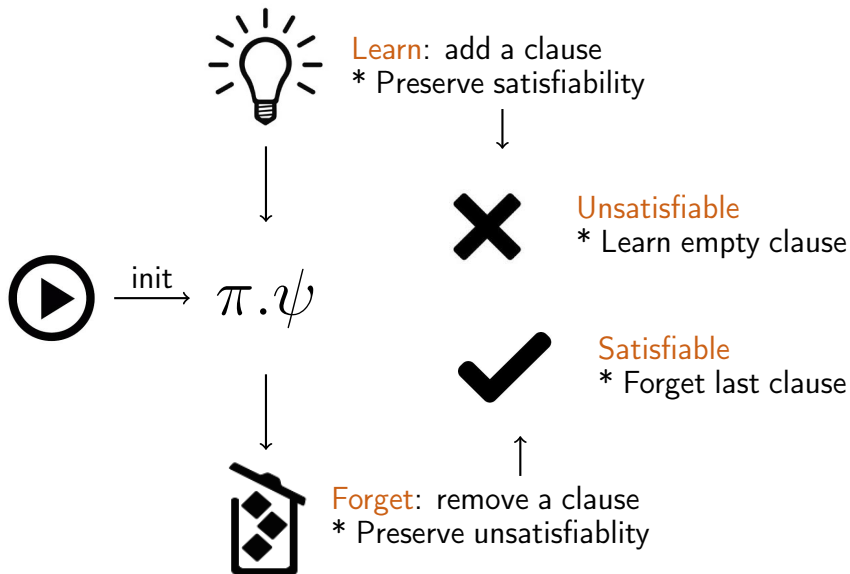 Learn: add a clause
* Preserve satisfiability
Unsatisfiable
* Learn empty clause
init
π.ψ
Satisfiable
* Forget last clause
Forget: remove a clause
* Preserve unsatisfiablity